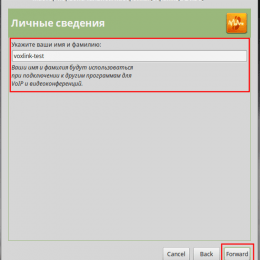 Личные сведения
Укажите ваши имя и фамилию:
voxlink-test
Ваши имя и фамилия будут использоваться
при подключении к другим программам для
VoIP и видеоконференций.
Cancel Back Forward